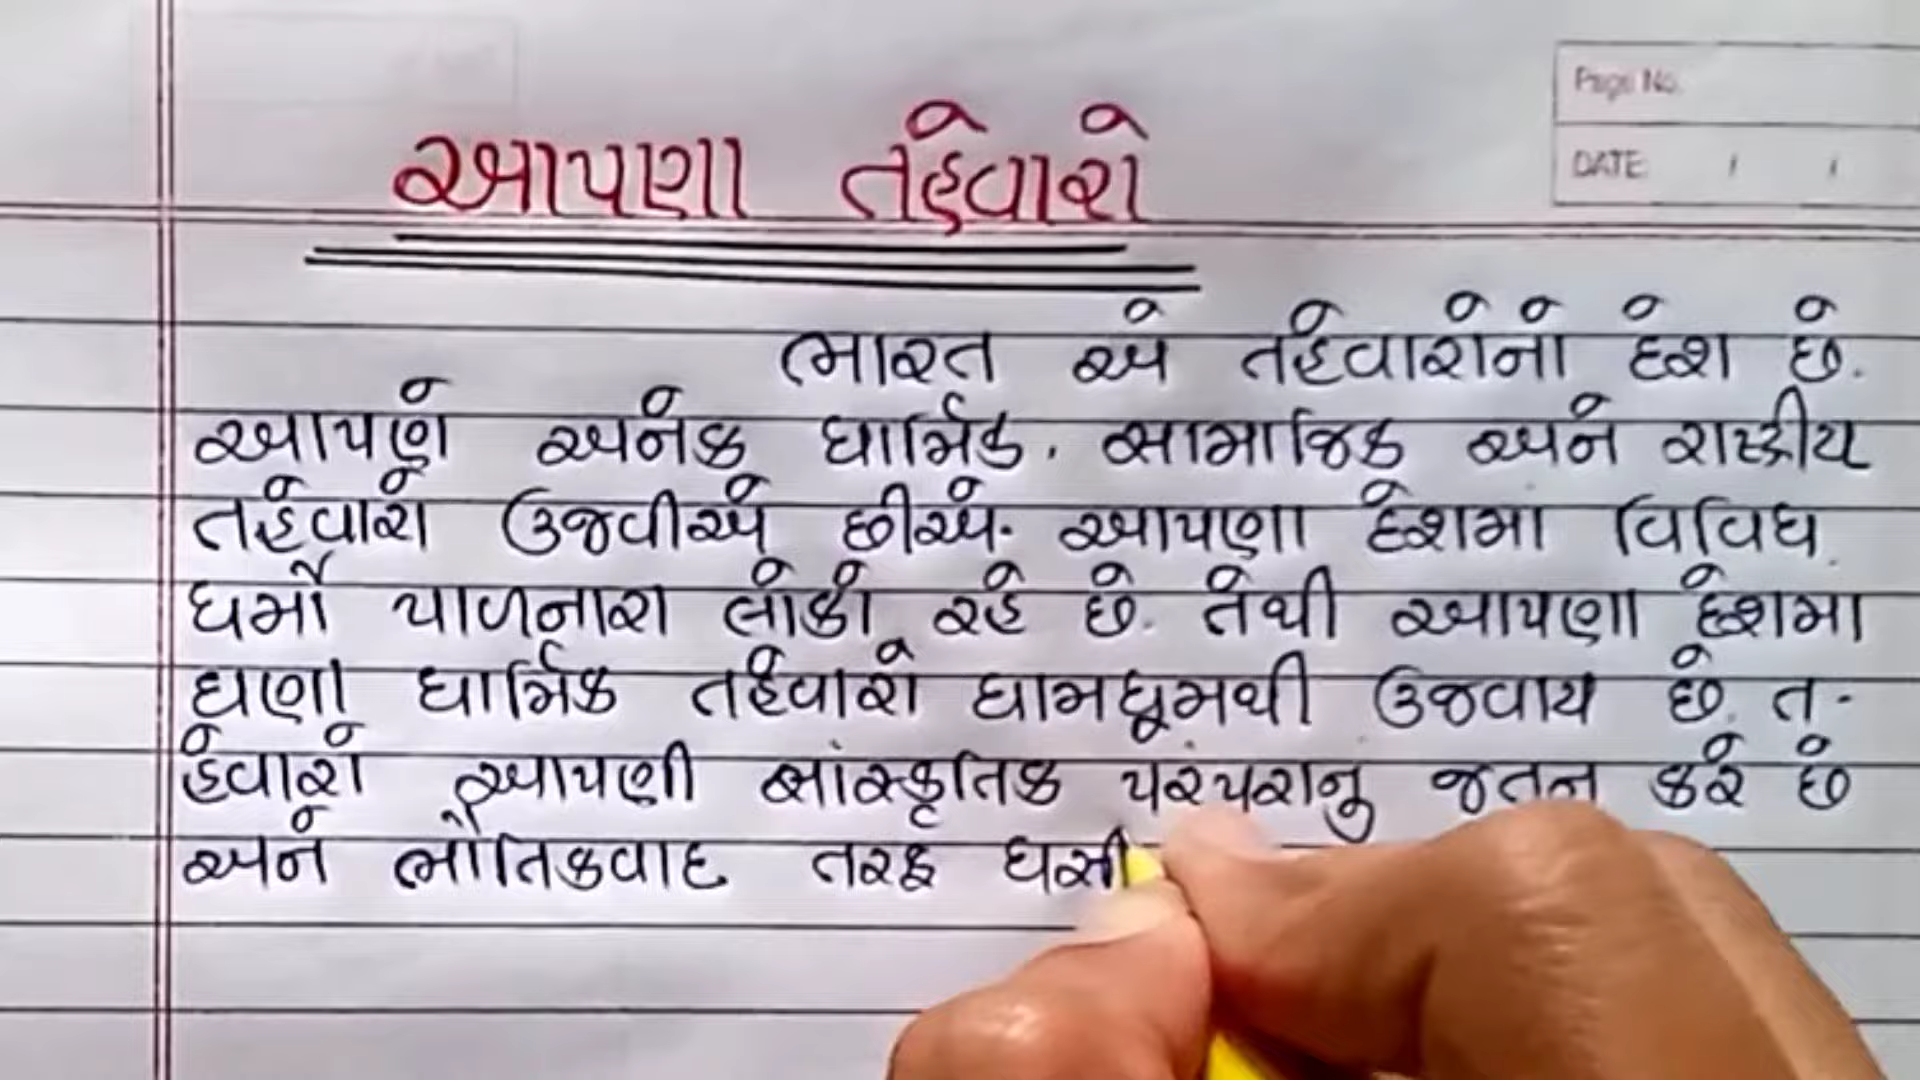 Page No.
DATE / /
આપણા તહેવારો
ભારત એ તહેવારોનો દેશ છે.
આપણે અનેક ધાર્મિક, સામાજિક અને રાષ્ટ્રીય
તહેવારો ઉજવીએ છીએ. આપણા દેશમાં વિવિધ
ધર્મો પાળનારા લોકો રહે છે. તેથી આપણા દેશમાં
ઘણા ધાર્મિક તહેવારો ધામધૂમથી ઉજવાય છે. ત-
હેવારો આપણી સાંસ્કૃતિક પરંપરાનુ જતન કરે છે
અને ભૌતિકવાદ તરફ ધસી